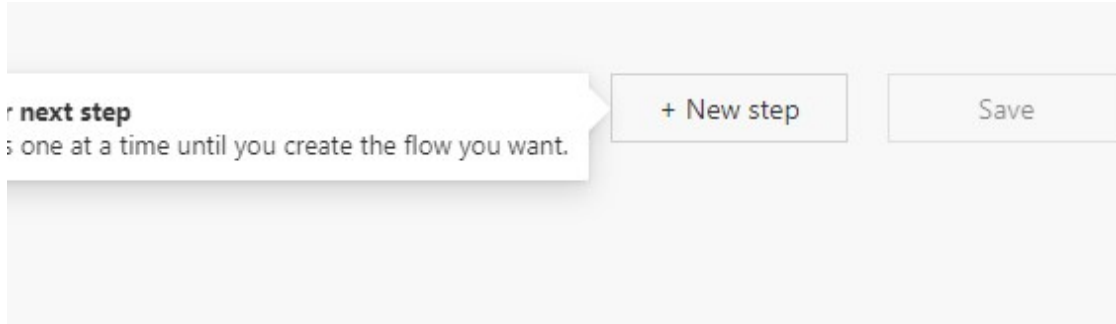 next step
one at a time until you create the flow you want.
+ New step
Save